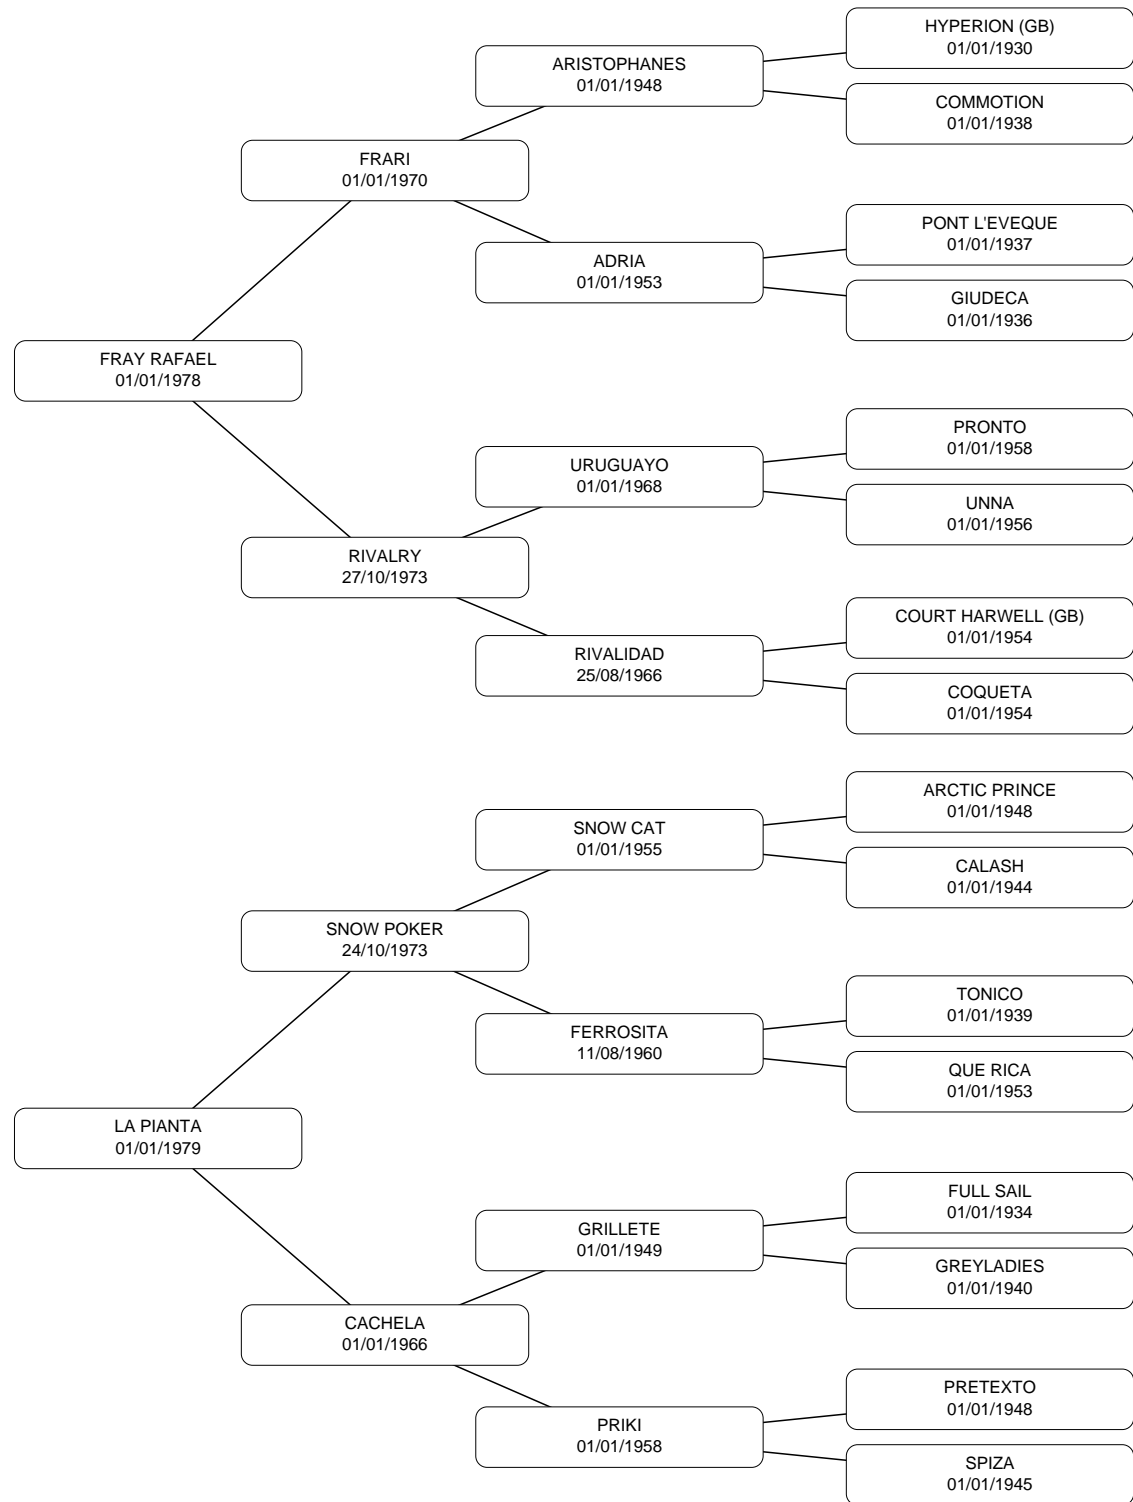 HYPERION (GB)
01/01/1930
ARISTOPHANES
01/01/1948
COMMOTION
01/01/1938
FRARI
01/01/1970
PONT L'EVEQUE
01/01/1937
ADRIA
01/01/1953
GIUDECA
01/01/1936
FRAY RAFAEL
01/01/1978
PRONTO
01/01/1958
URUGUAYO
01/01/1968
UNNA
01/01/1956
RIVALRY
27/10/1973
COURT HARWELL (GB)
01/01/1954
RIVALIDAD
25/08/1966
COQUETA
01/01/1954
ARCTIC PRINCE
01/01/1948
SNOW CAT
01/01/1955
CALASH
01/01/1944
SNOW POKER
24/10/1973
TONICO
01/01/1939
FERROSITA
11/08/1960
QUE RICA
01/01/1953
LA PIANTA
01/01/1979
FULL SAIL
01/01/1934
GRILLETE
01/01/1949
GREYLADIES
01/01/1940
CACHELA
01/01/1966
PRETEXTO
01/01/1948
PRIKI
01/01/1958
SPIZA
01/01/1945